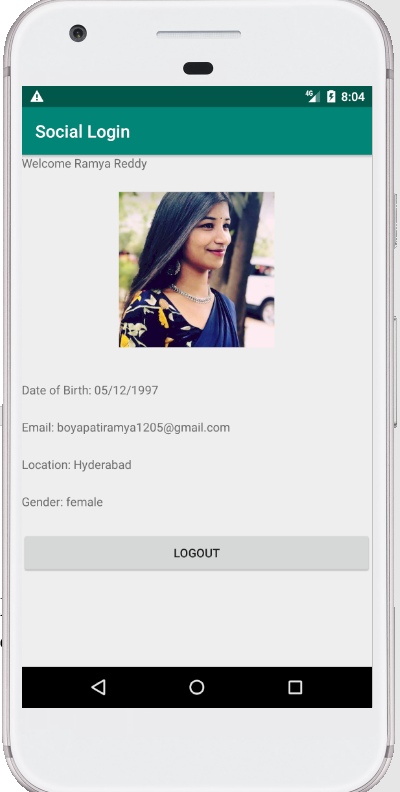 4G 8:04
Social Login
Welcome Ramya Reddy
Date of Birth: 05/12/1997
Email: boyapatiramya1205@gmail.com
Location: Hyderabad
Gender: female
LOGOUT